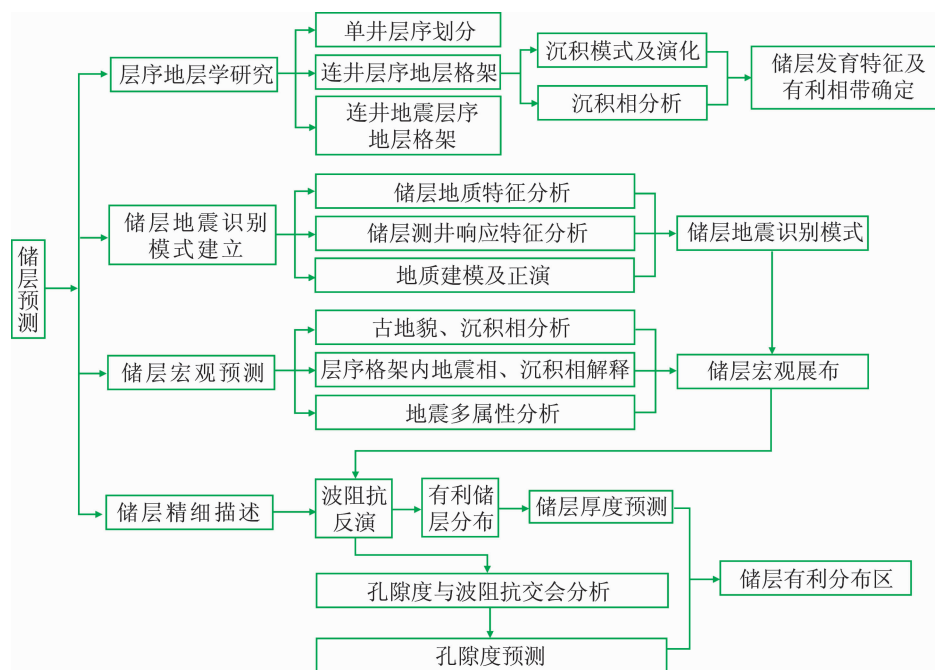 储层预测
层序地层学研究
单井层序划分
连井层序地层格架
连井地震层序
地层格架
沉积模式及演化
沉积相分析
储层发育特征及
有利相带确定
储层地震识别
模式建立
储层地质特征分析
储层测井响应特征分析
地质建模及正演
储层地震识别模式
储层宏观预测
古地貌、沉积相分析
层序格架内地震相、沉积相解释
地震多属性分析
储层宏观展布
储层精细描述
波阻抗
反演
有利储
层分布
储层厚度预测
孔隙度与波阻抗交会分析
孔隙度预测
储层有利分布区